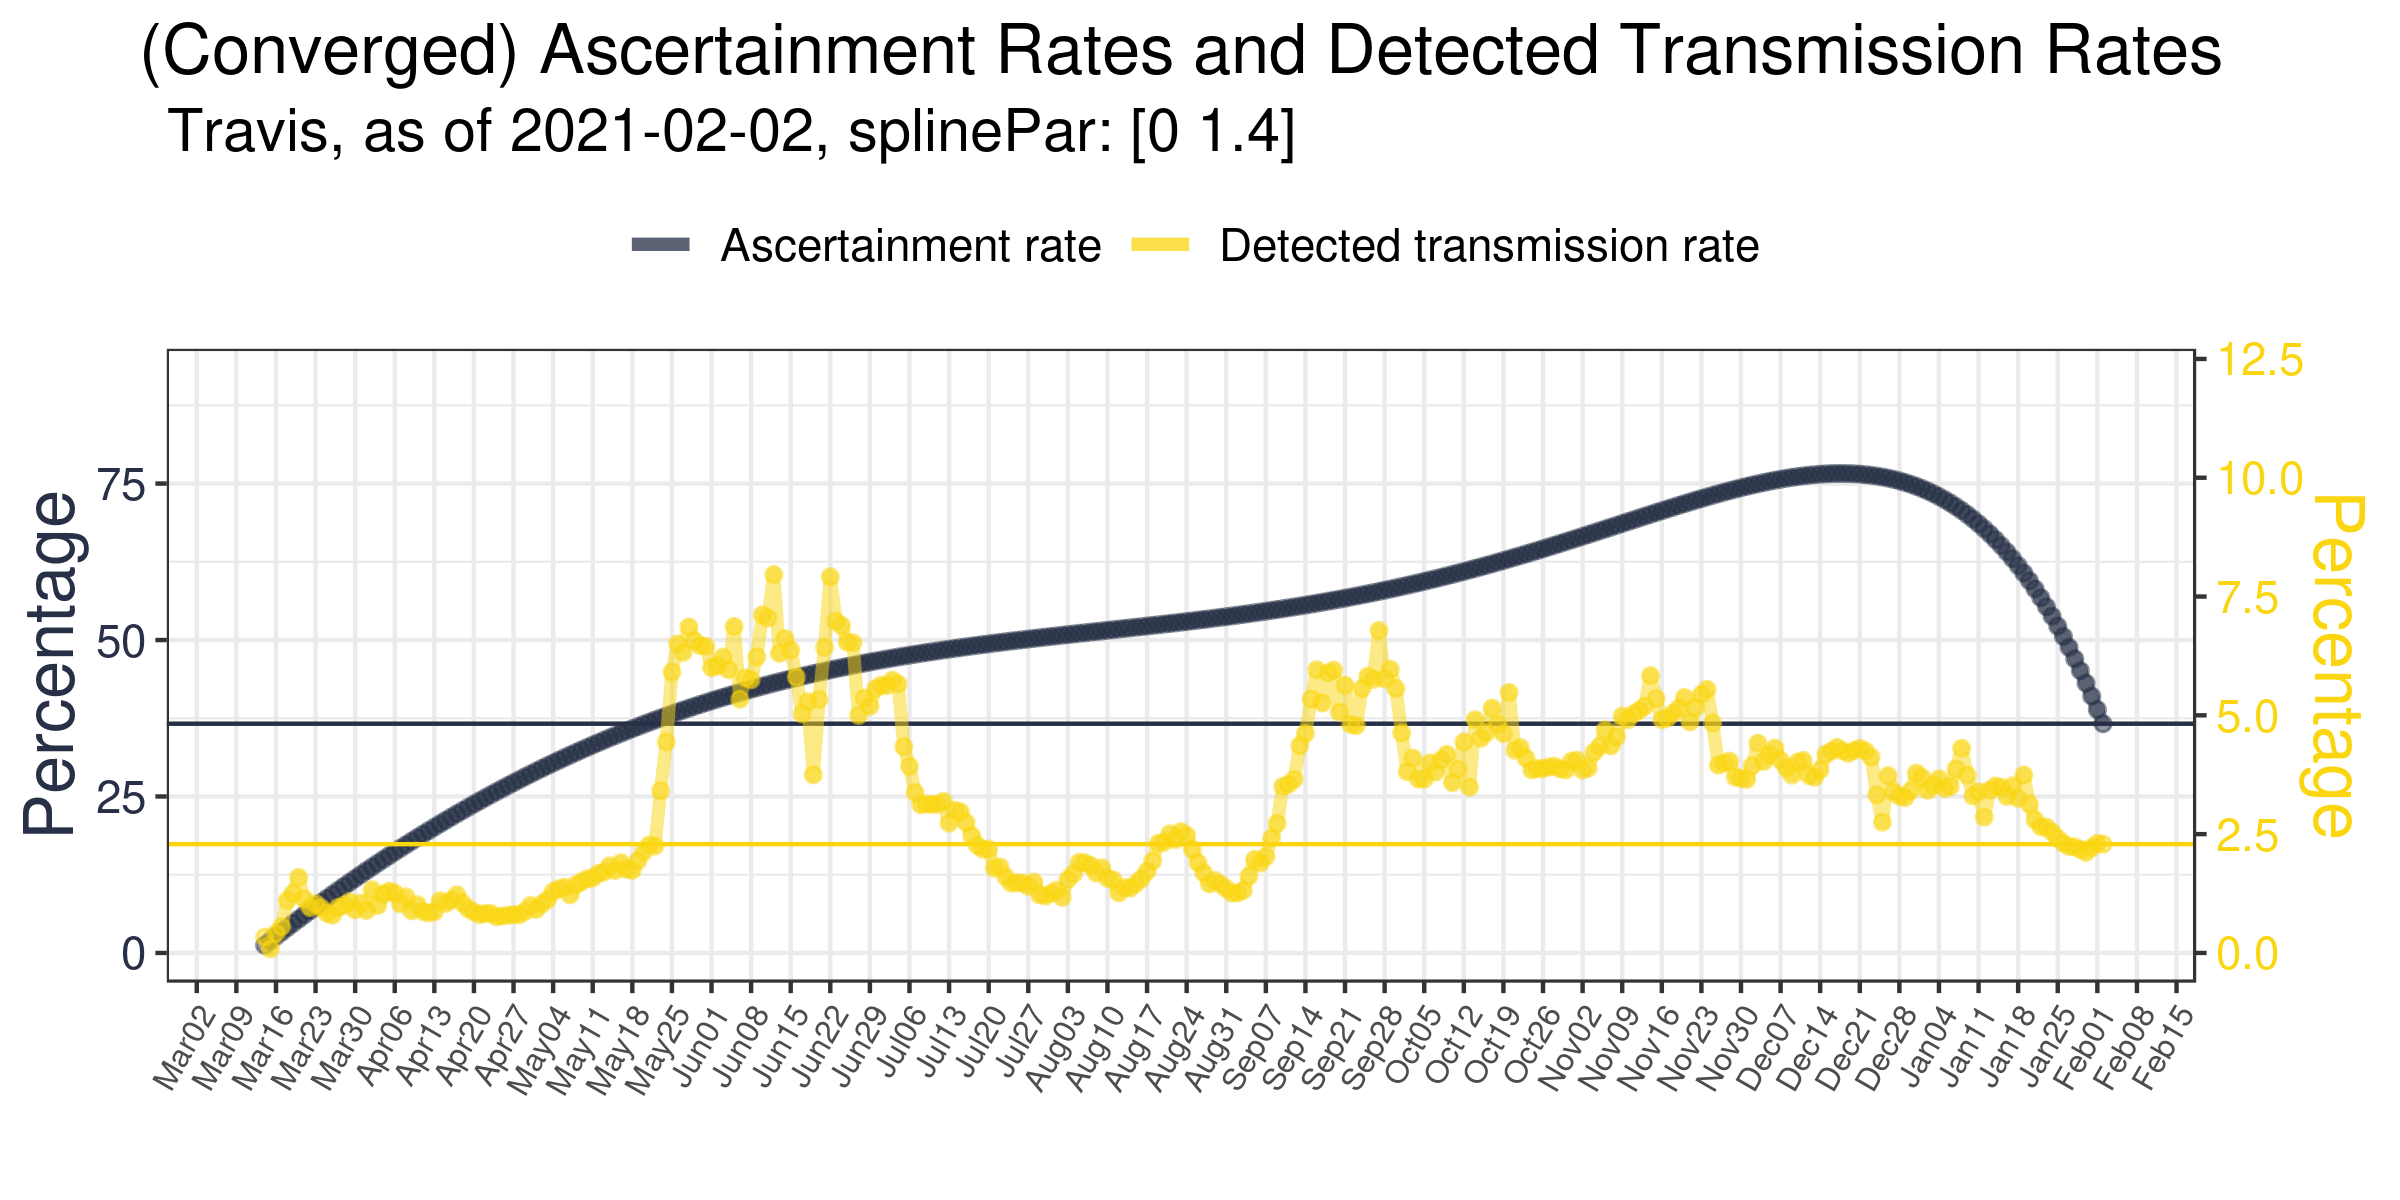 (Converged) Ascertainment Rates and Detected Transmission Rates
Travis, as of 2021-02-02, splinePar: [0 1.4]
Ascertainment rate Detected transmission rate
Percentage
75
50
25
0
12.5
10.0
7.5
5.0
2.5
0.0
Percentage
Mar02 Mar09 Mar16 Mar23 Mar30 Apr06 Apr13 Apr20 Apr27 May04 May11 May18 May25 Jun01 Jun08 Jun15 Jun22 Jun29 Jul06 Jul13 Jul20 Jul27 Aug03 Aug10 Aug17 Aug24 Aug31 Sep07 Sep14 Sep21 Sep28 Oct05 Oct12 Oct19 Oct26 Nov02 Nov09 Nov16 Nov23 Nov30 Dec07 Dec14 Dec21 Dec28 Jan04 Jan11 Jan18 Jan25 Feb01 Feb08 Feb15